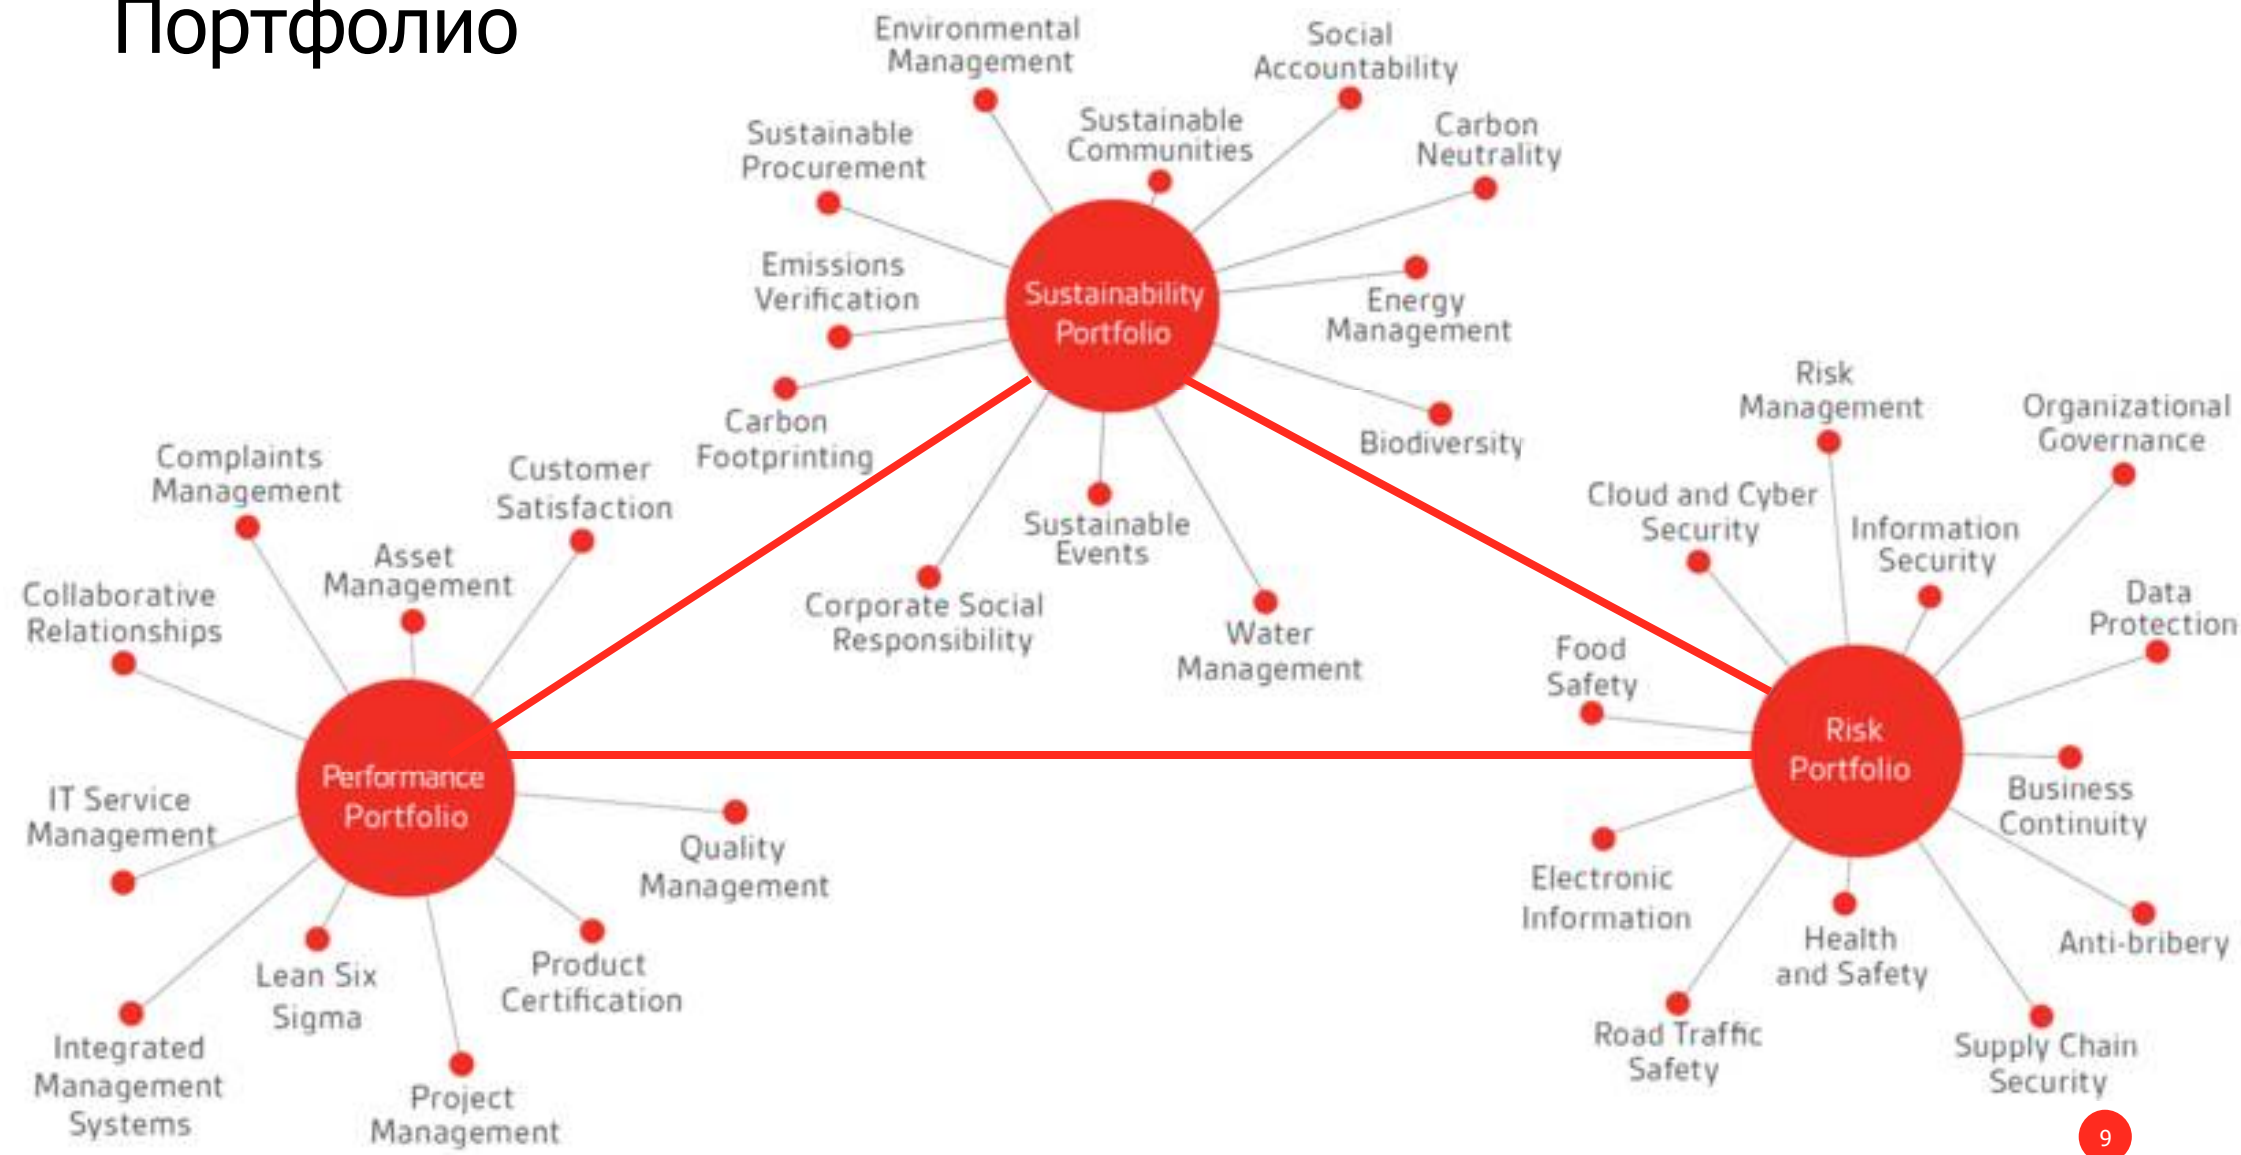 Портфолио
Environmental
Management
Social
Accountability
Sustainable
Communities
Carbon
Neutrality
Sustainable
Procurement
Emissions
Verification
Sustainability
Portfolio
Energy
Management
Carbon
Footprinting
Biodiversity
Sustainable
Events
Corporate Social
Responsibility
Water
Management
Complaints
Management
Customer
Satisfaction
Asset
Management
Collaborative
Relationships
Performance
Portfolio
IT Service
Management
Quality
Management
Lean Six
Sigma
Product
Certification
Integrated
Management
Systems
Project
Management
Risk
Management
Organizational
Governance
Cloud and Cyber
Security
Information
Security
Data
Protection
Food
Safety
Risk
Portfolio
Business
Continuity
Electronic
Information
Health
and Safety
Anti-bribery
Road Traffic
Safety
Supply Chain
Security
9